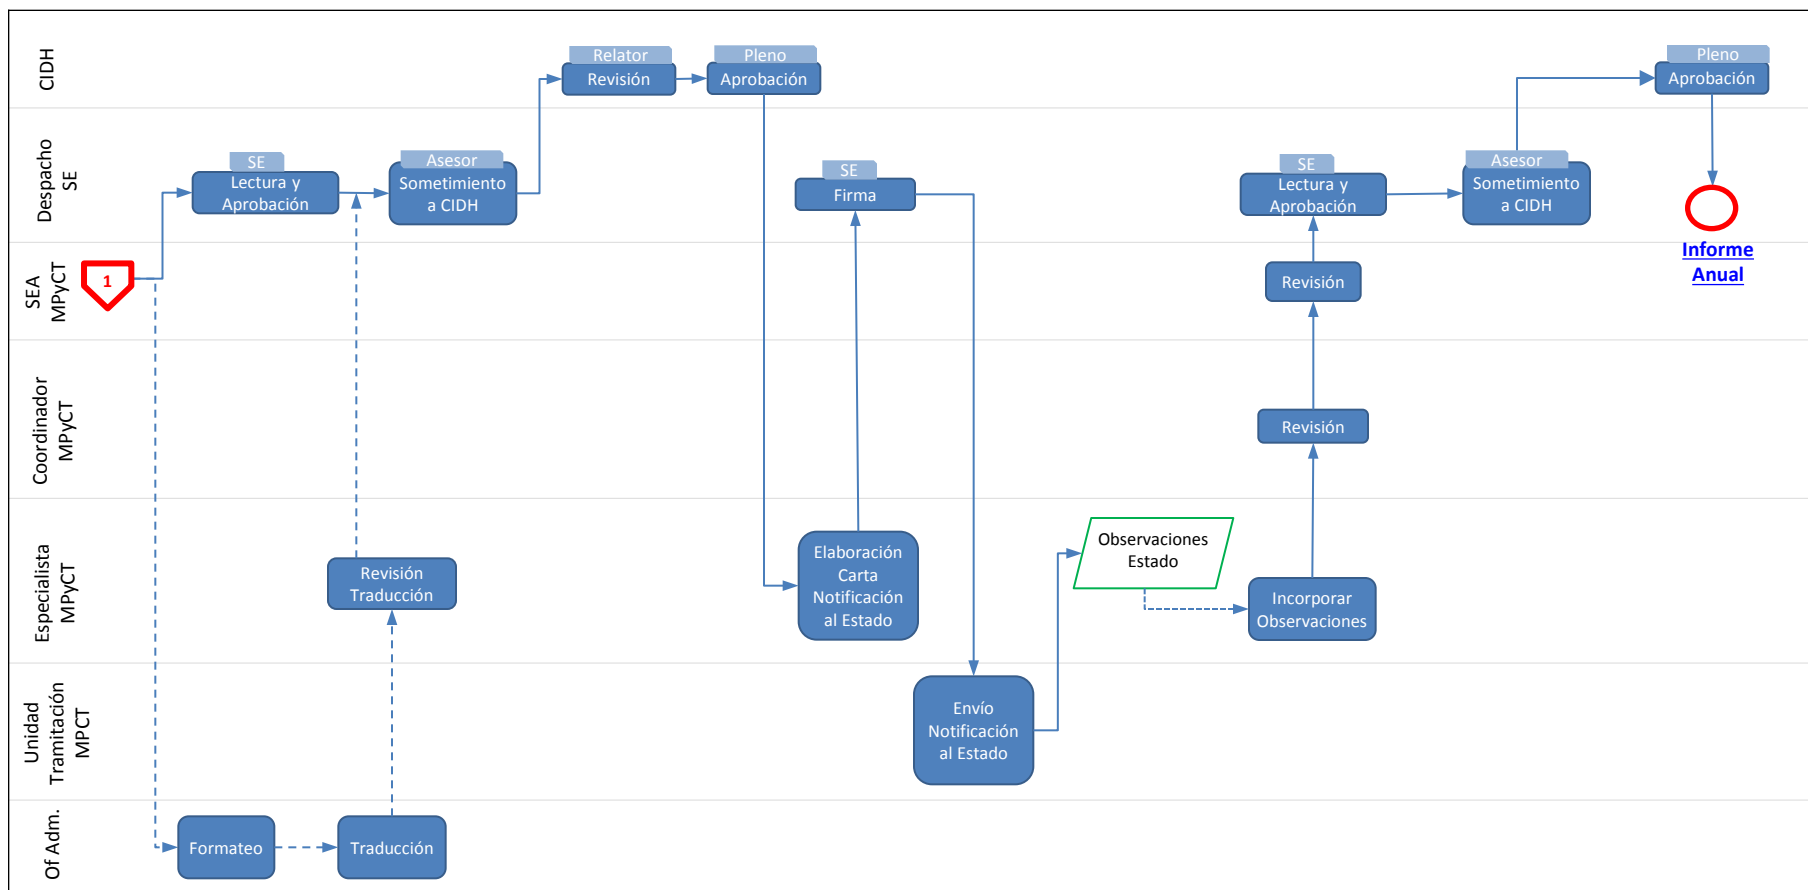 CIDH
Relator
Revisión
Pleno
Aprobación
Pleno
Aprobación
Despacho
SE
SE
Lectura y
Aprobación
Asesor
Sometimiento
a CIDH
SE
Firma
SE
Lectura y
Aprobación
Asesor
Sometimiento
a CIDH
SEA
MPyCT
1
Revisión
Informe
Anual
Coordinador
MPyCT
Revisión
Especialista
MPyCT
Revisión
Traducción
Elaboración
Carta
Notificación
al Estado
Observaciones
Estado
Incorporar
Observaciones
Unidad
Tramitación
MPCT
Envío
Notificación
al Estado
Of Adm.
Formateo
Traducción